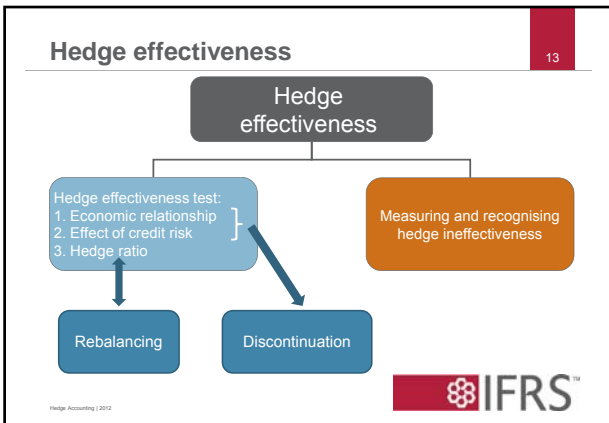 Hedge effectiveness
13
Hedge
effectiveness
Hedge effectiveness test:
1. Economic relationship
2. Effect of credit risk
3. Hedge ratio
Measuring and recognising
hedge ineffectiveness
Rebalancing
Discontinuation
Hedge Accounting | 2012
IFRS™